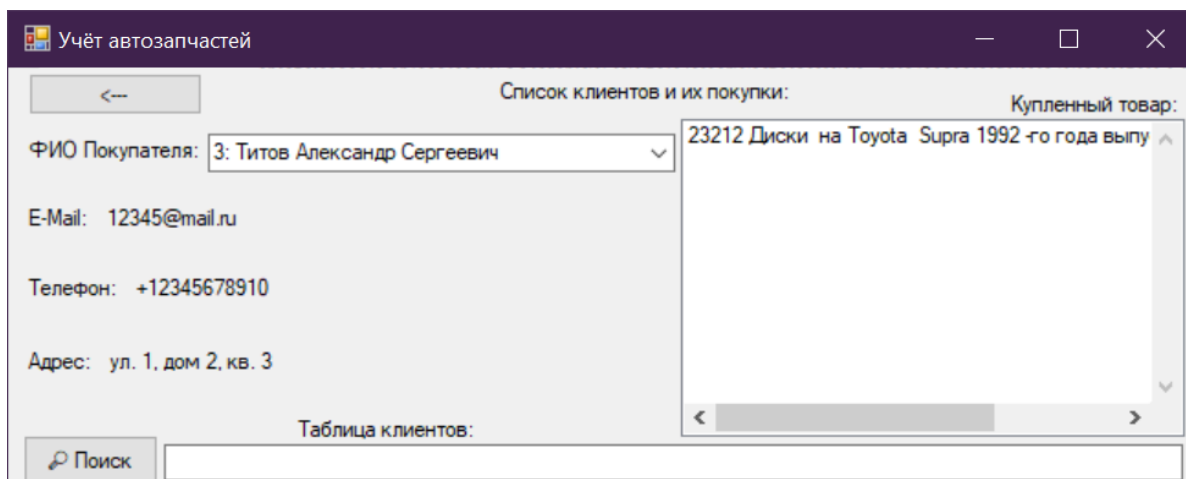 Учёт автозапчастей
<---
Список клиентов и их покупки:
Купленный товар:
ФИО Покупателя: 3: Титов Александр Сергеевич
23212 Диски на Toyota Supra 1992 -го года выпу
E-Mail: 12345@mail.ru
Телефон: +12345678910
Адрес: ул. 1, дом 2, кв. 3
Таблица клиентов:
Поиск